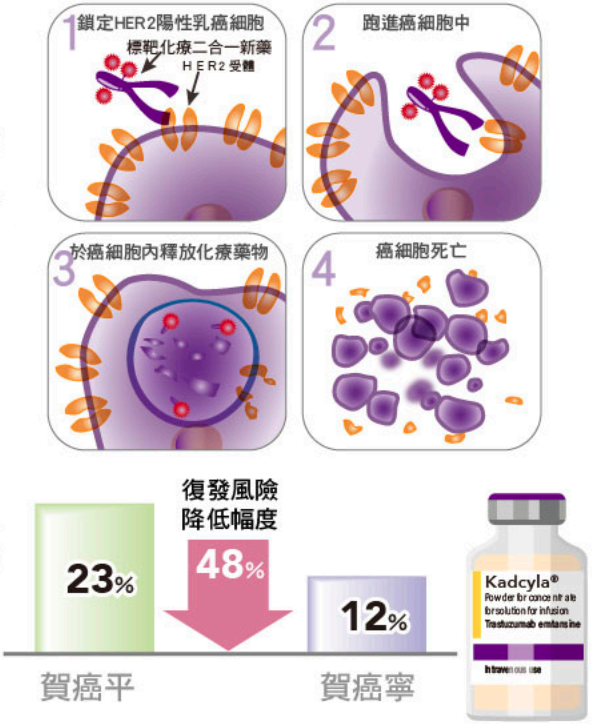 1
鎖定HER2陽性乳癌細胞
標靶化療二合一新藥
HER2受體
2
跑進癌細胞中
3
於癌細胞內釋放化療藥物
4
癌細胞死亡
復發風險
降低幅度
23%
48%
12%
賀癌平
賀癌寧
Kadcyla®
Powder for concentrate
for solution for infusion
Trastuzumab emtansine
Intravenous use